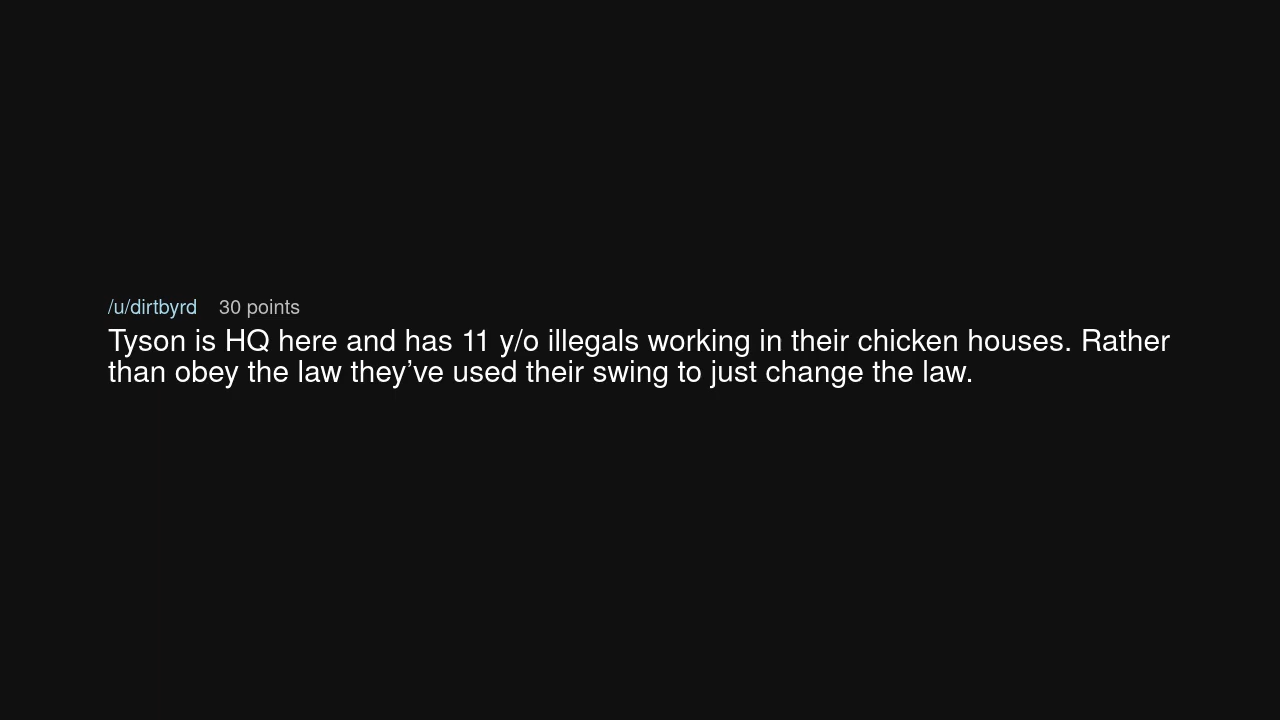 /u/dirtbyrd 30 points
Tyson is HQ here and has 11 y/o illegals working in their chicken houses. Rather
than obey the law they’ve used their swing to just change the law.